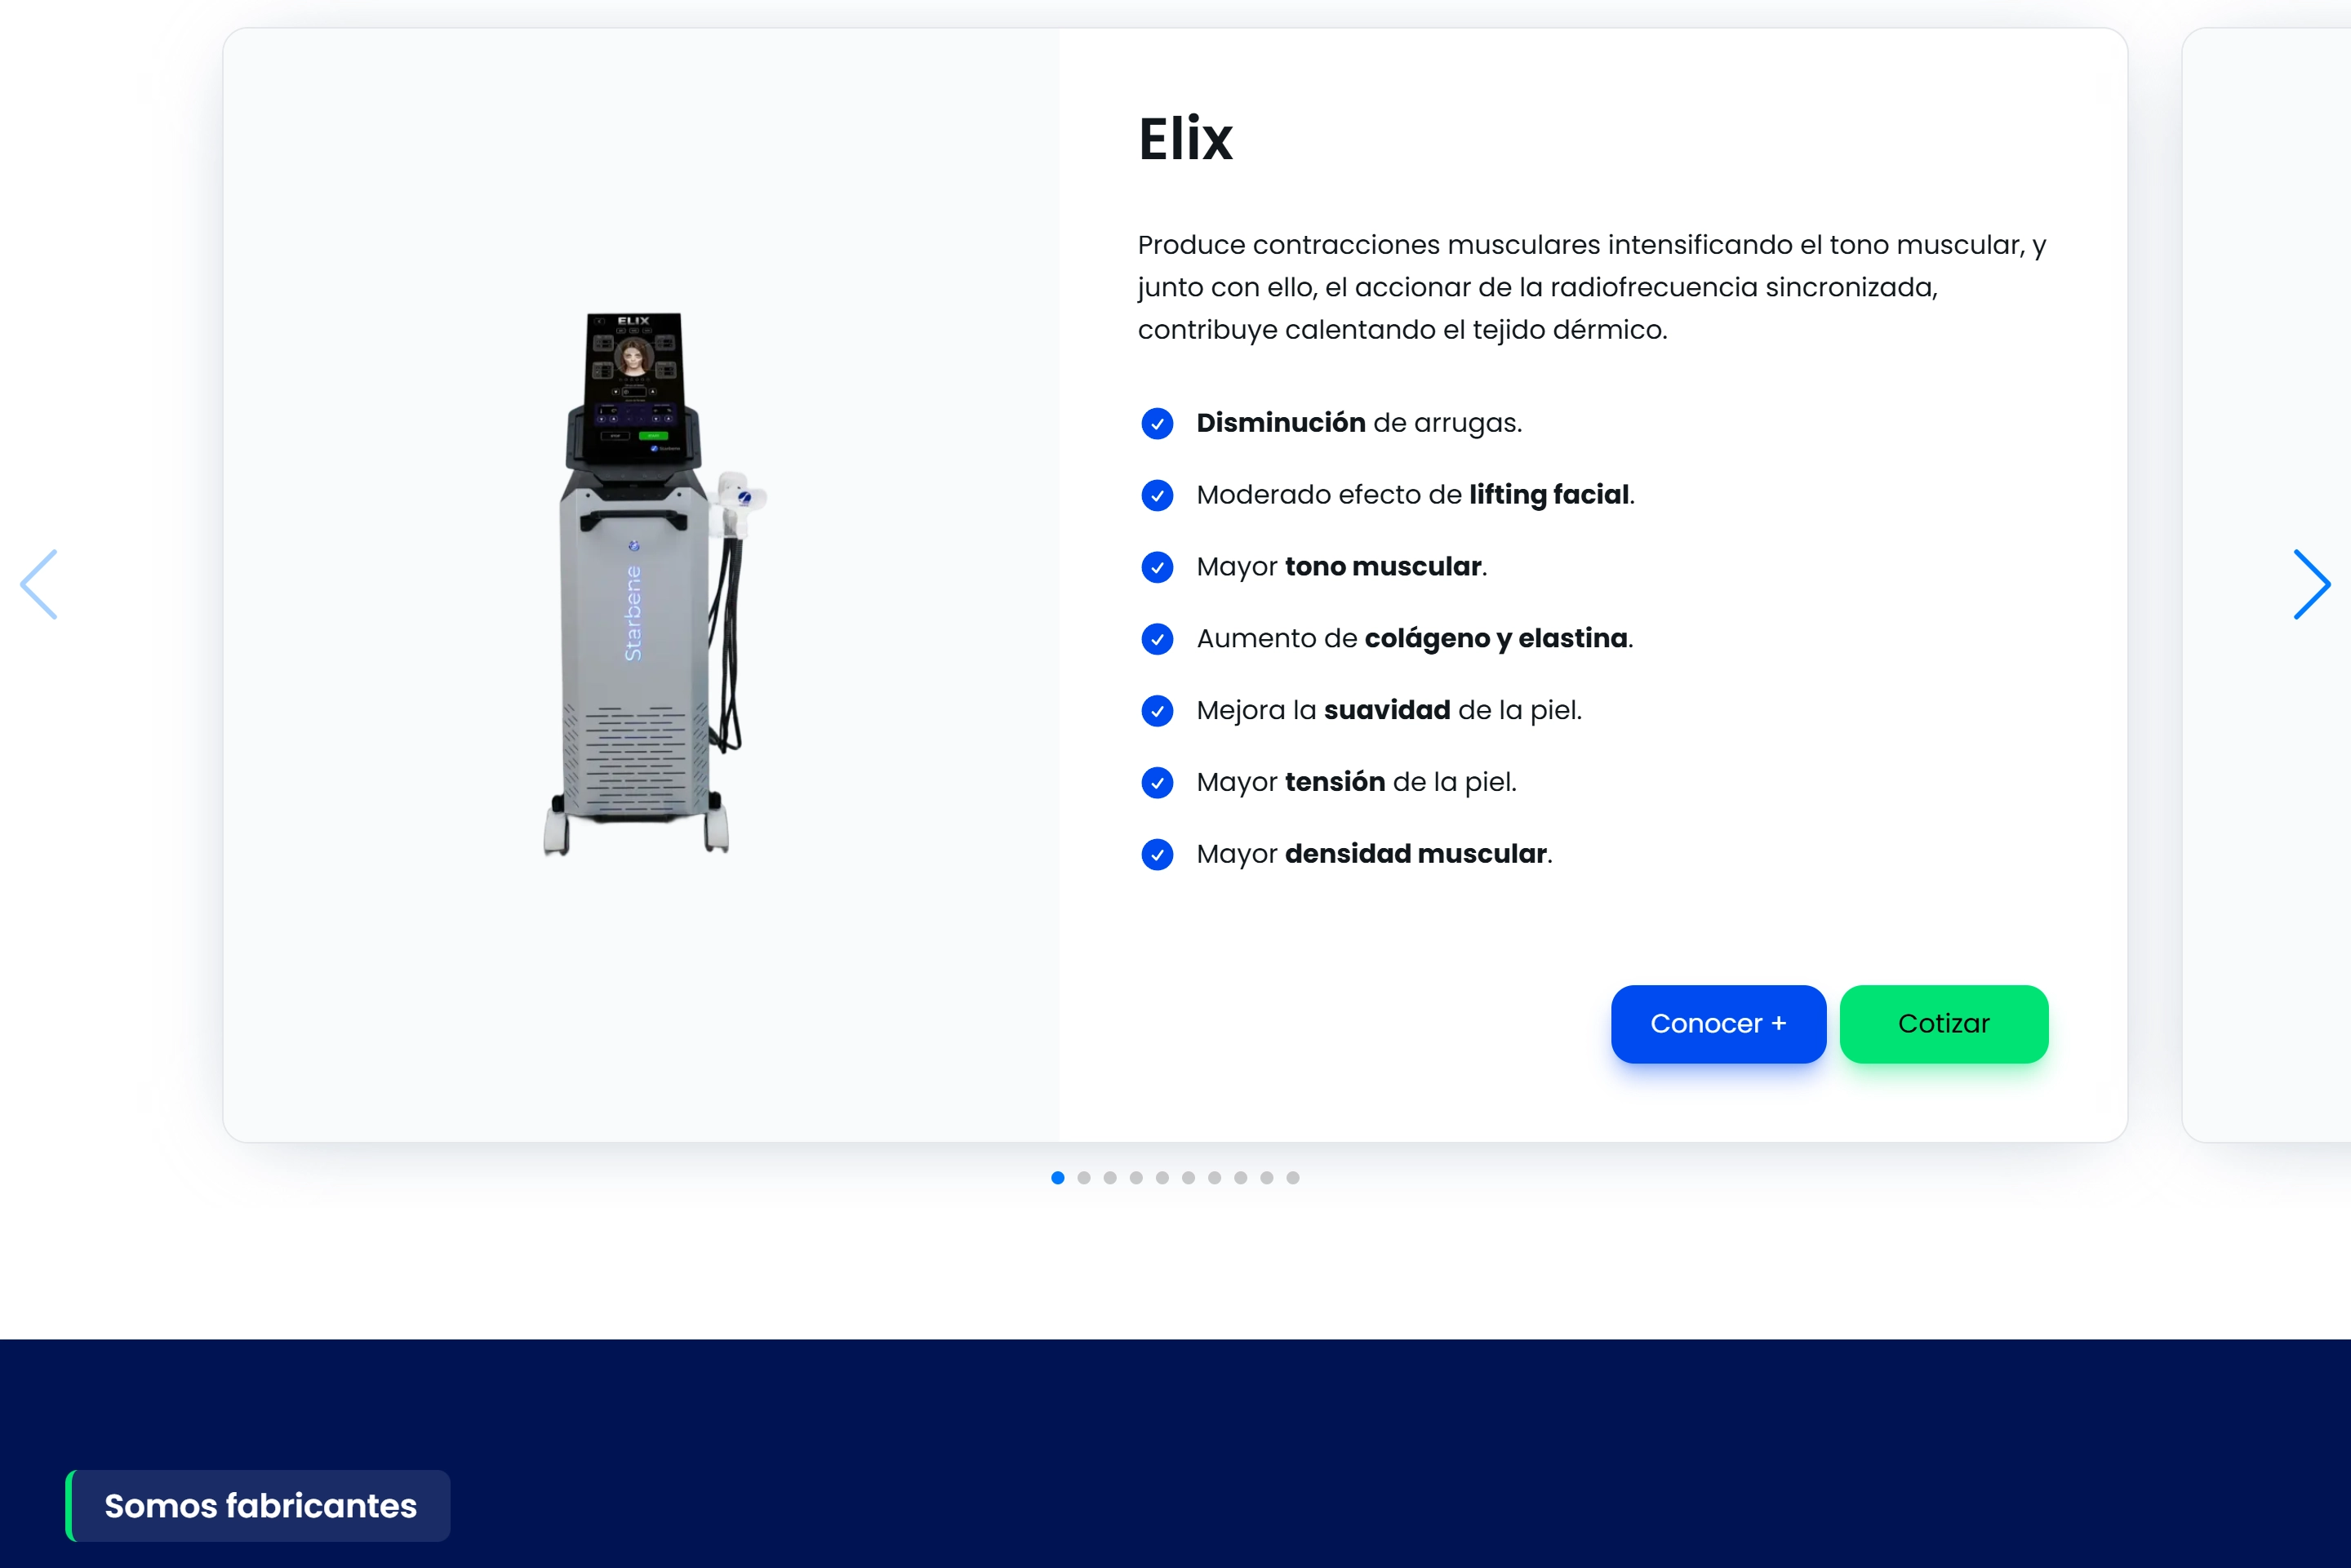 Elix
Produce contracciones musculares intensificando el tono muscular, y
junto con ello, el accionar de la radiofrecuencia sincronizada,
contribuye calentando el tejido dérmico.
Disminución de arrugas.
Moderado efecto de lifting facial.
Mayor tono muscular.
Aumento de colágeno y elastina.
Mejora la suavidad de la piel.
Mayor tensión de la piel.
Mayor densidad muscular.
ELIX
Starbene
Conocer +
Cotizar
Somos fabricantes